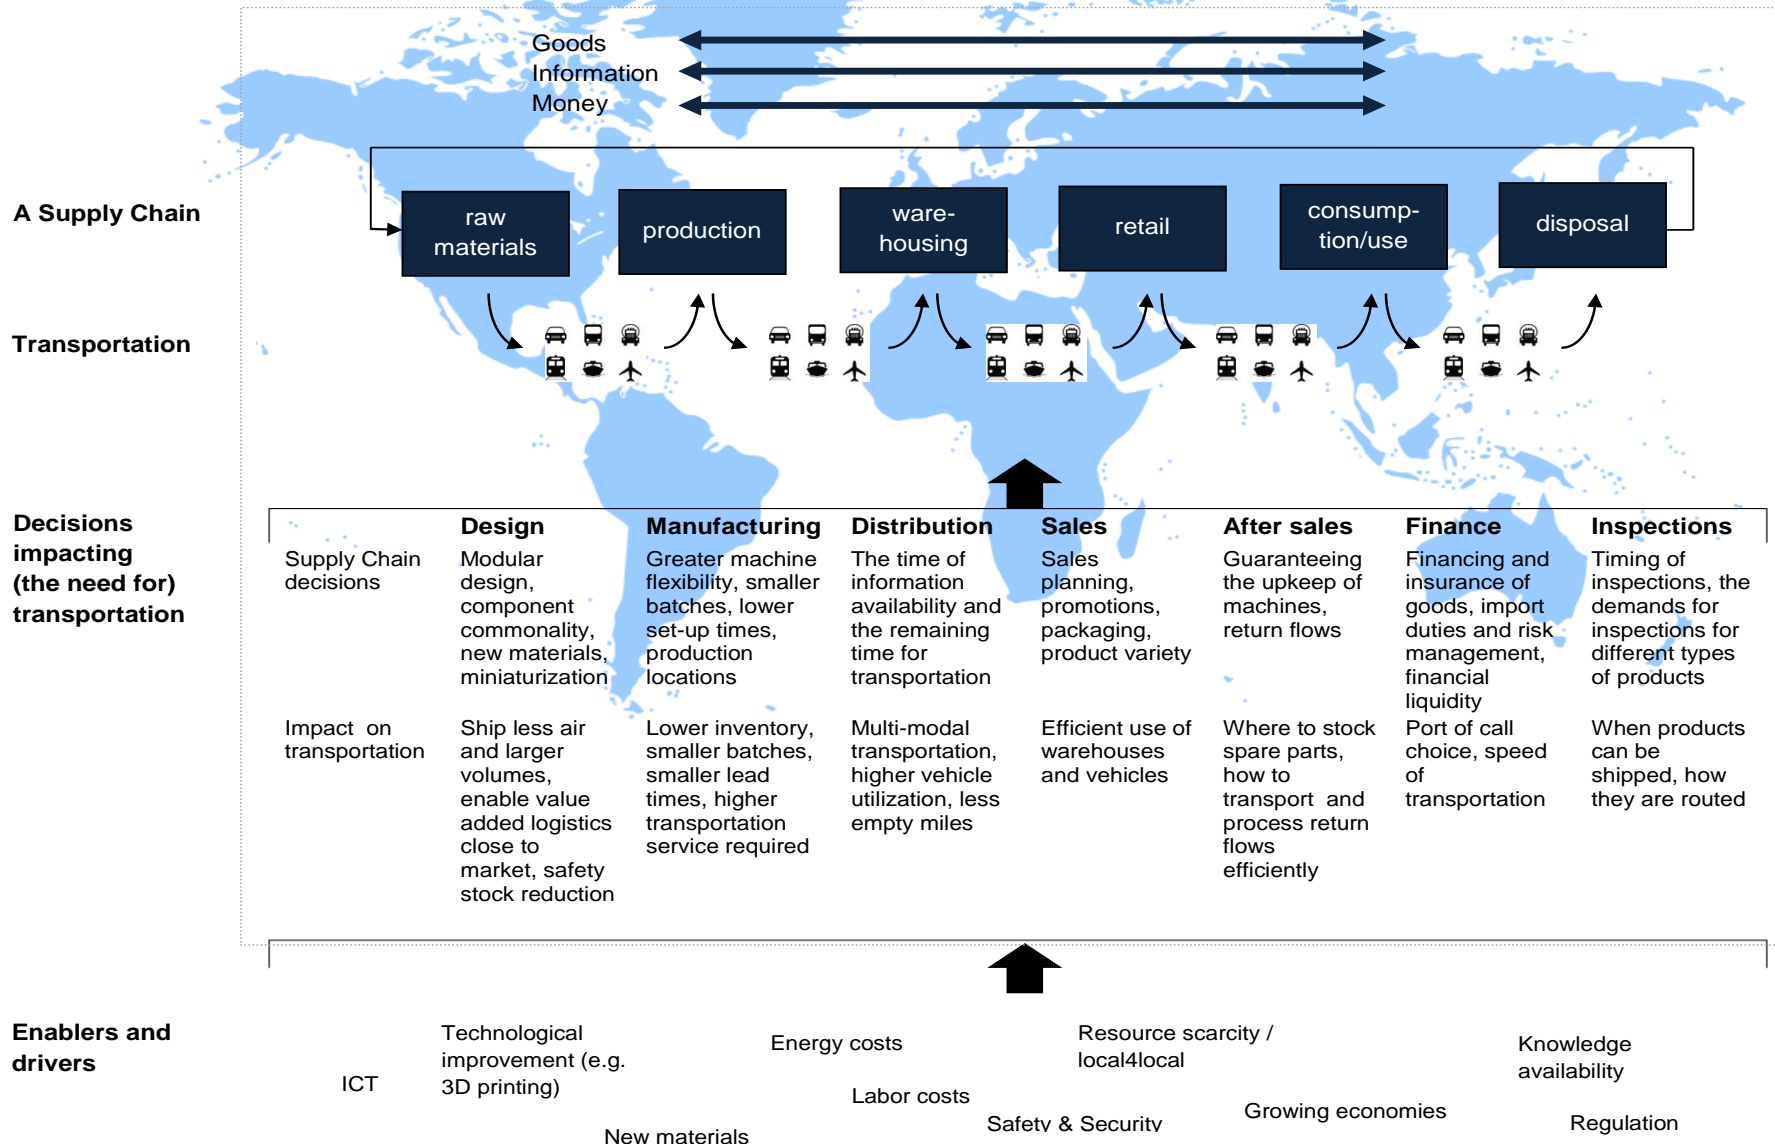 Goods
Information
Money
A Supply Chain
raw
materials
production
ware-
housing
retail
consump-
tion/use
disposal
Transportation
Decisions
impacting
(the need for)
transportation
Design
Manufacturing
Distribution
Sales
After sales
Finance
Inspections
Supply Chain
decisions
Modular
design,
component
commonality,
new materials,
miniaturization
Greater machine
flexibility, smaller
batches, lower
set-up times,
production
locations
The time of
information
availability and
the remaining
time for
transportation
Sales
planning,
promotions,
packaging,
product variety
Guaranteeing
the upkeep of
machines,
return flows
Financing and
insurance of
goods, import
duties and risk
management,
financial
liquidity
Timing of
inspections, the
demands for
inspections for
different types
of products
Impact on
transportation
Ship less air
and larger
volumes,
enable value
added logistics
close to
market, safety
stock reduction
Lower inventory,
smaller batches,
smaller lead
times, higher
transportation
service required
Multi-modal
transportation,
higher vehicle
utilization, less
empty miles
Efficient use of
warehouses
and vehicles
Where to stock
spare parts,
how to
transport and
process return
flows
efficiently
Port of call
choice, speed
of
transportation
When products
can be
shipped, how
they are routed
Enablers and
drivers
ICT
Technological
improvement (e.g.
3D printing)
New materials
Energy costs
Labor costs
Safety & Security
Resource scarcity /
local4local
Growing economies
Knowledge
availability
Regulation